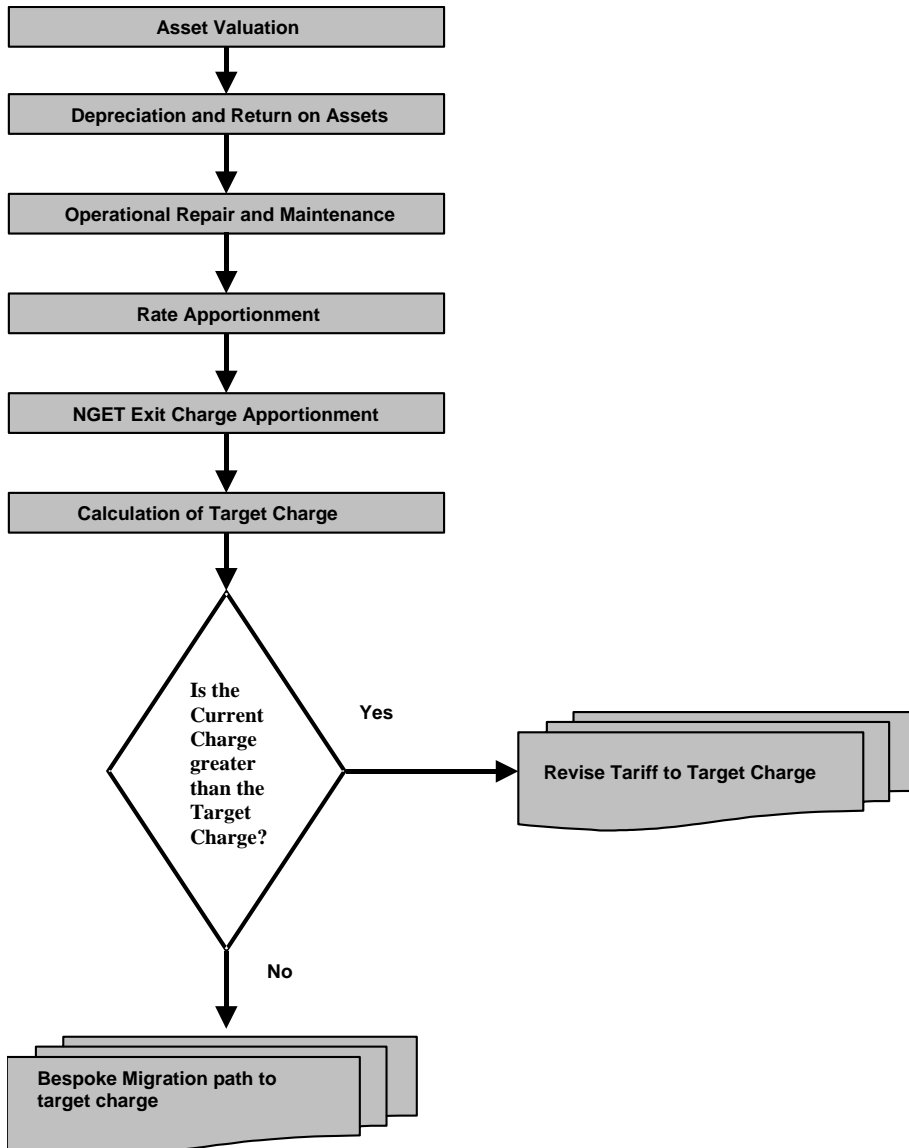 Asset Valuation
Depreciation and Return on Assets
Operational Repair and Maintenance
Rate Apportionment
NGET Exit Charge Apportionment
Calculation of Target Charge
Is the
Current
Charge
greater
than the
Target
Charge?
Yes
Revise Tariff to Target Charge
No
Bespoke Migration path to
target charge